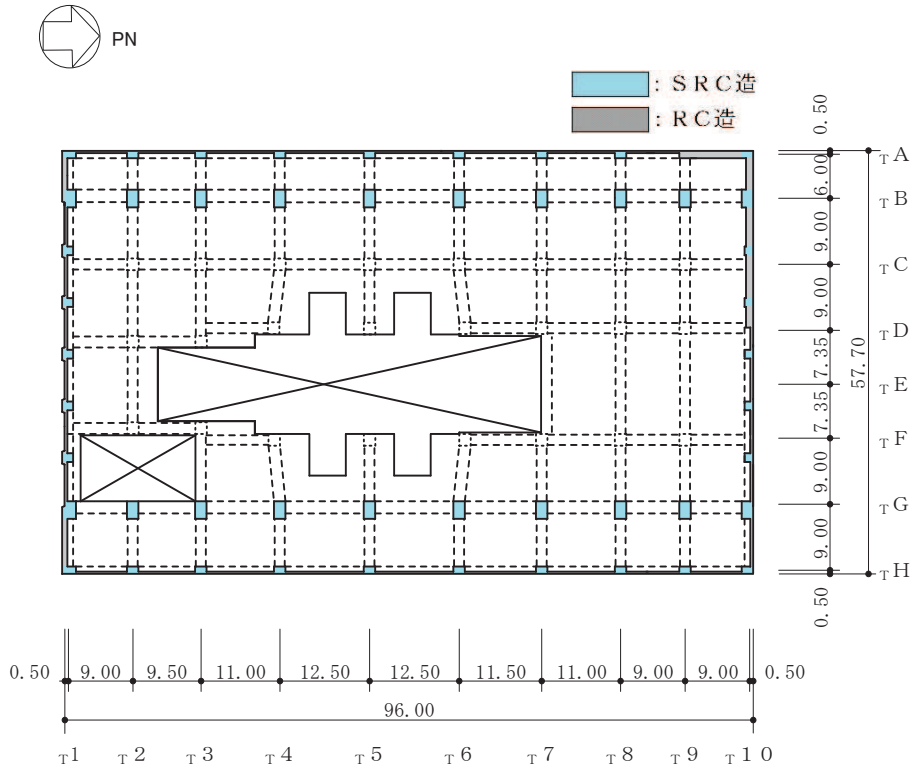 PN
: ＳＲＣ造
: ＲＣ造
0.50
TA
6.00
TB
9.00
TC
9.00
TD
7.35
57.70
TE
7.35
TF
9.00
TG
9.00
TH
0.50
0.50 9.00 9.50 11.00 12.50 12.50 11.50 11.00 9.00 9.00 0.50
96.00
T1 T2 T3 T4 T5 T6 T7 T8 T9 T10